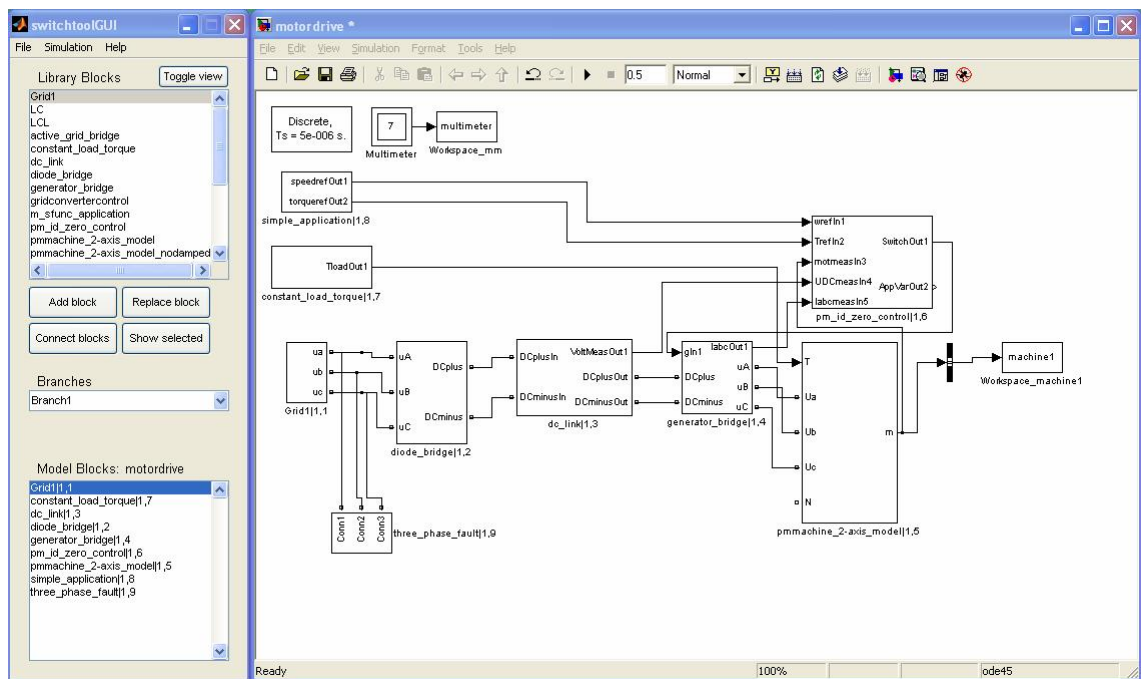 switchtoolGUI
File Simulation Help
Library Blocks
Toggle view
Grid1
LC
LCL
active_grid_bridge
constant_load_torque
dc_link
diode_bridge
generator_bridge
gridconvertercontrol
m_sfunc_application
pm_id_zero_control
pmmachine_2-axis_model
pmmachine_2-axis_model_nodamped
Add block
Replace block
Connect blocks
Show selected
Branches
Branch1
Model Blocks: motordrive
Grid1|1,1
constant_load_torque|1,7
dc_link|1,3
diode_bridge|1,2
generator_bridge|1,4
pm_id_zero_control|1,6
pmmachine_2-axis_model|1,5
simple_application|1,8
three_phase_fault|1,9
motordrive *
File Edit View Simulation Format Tools Help
0.5
Normal
Discrete,
Ts = 5e-006 s.
7
Multimeter
multimeter
Workspace_mm
speedrefOut1
torquerefOut2
simple_application|1,8
TloadOut1
constant_load_torque|1,7
wrefIn1
TrefIn2
motmeasIn3
UDCmeasIn4
IabcmeasIn5
SwitchOut1
AppVarOut2
pm_id_zero_control|1,6
ua
ub
uc
Grid1|1,1
uA
uB
uC
DCplus
DCminus
diode_bridge|1,2
DCplusIn
DCminusIn
VoltMeasOut1
DCplusOut
DCminusOut
dc_link|1,3
gIn1
DCplus
DCminus
IabcOut1
uA
uB
uC
generator_bridge|1,4
T
Ua
Ub
Uc
N
m
pmmachine_2-axis_model|1,5
machine1
Workspace_machine1
Conn1
Conn2
Conn3
three_phase_fault|1,9
Ready
100%
ode45